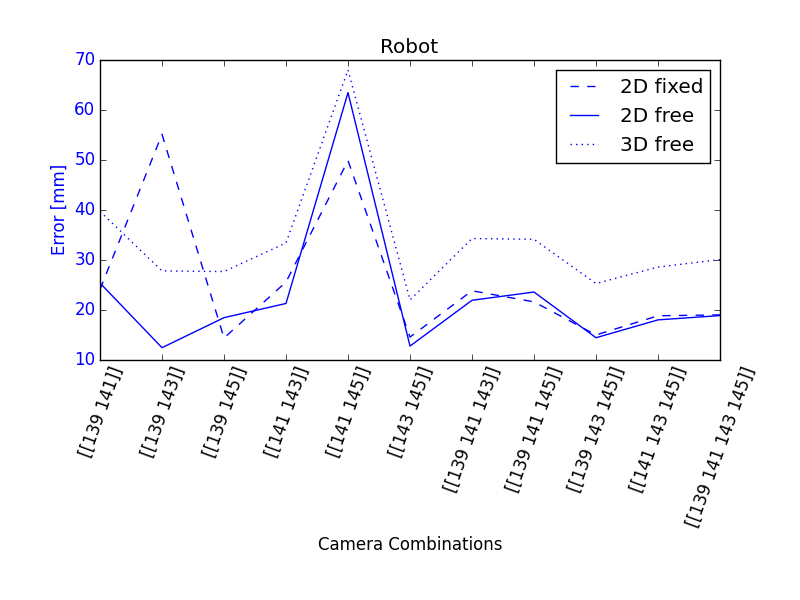 Robot
70
60
50
40
30
20
10
Error [mm]
2D fixed
2D free
3D free
[[139 141]]
[[139 143]]
[[139 145]]
[[141 143]]
[[141 145]]
[[143 145]]
[[139 141 143]]
[[139 141 145]]
[[139 143 145]]
[[141 143 145]]
[[139 141 143 145]]
Camera Combinations